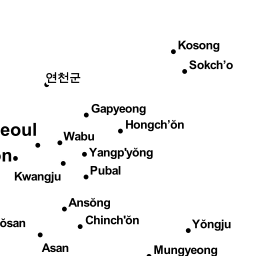 Kosong
Sokch'o
연천군
Gapyeong
Hongch'ŏn
eoul
Wabu
ŏn
Yangp'yŏng
Kwangju
Pubal
Ansŏng
Chinch'ŏn
ŏsan
Yŏngju
Asan
Mungyeong